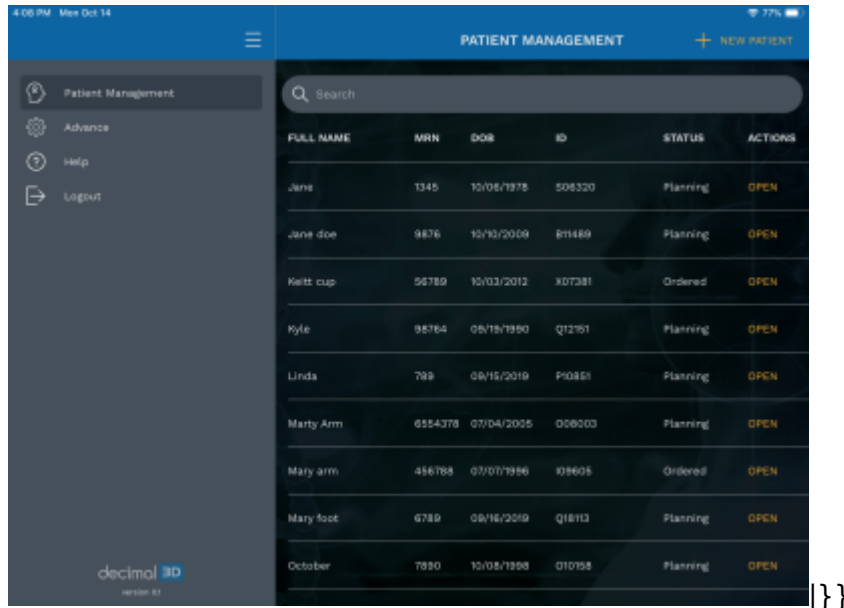 4:08 PM Mon Oct 14 77%
PATIENT MANAGEMENT + NEW PATIENT
Patient Management
Advance
Help
Logout
Search
FULL NAME MRN DOB ID STATUS ACTIONS
Jane 1345 10/06/1978 S06320 Planning OPEN
Jane doe 9876 10/10/2009 B11489 Planning OPEN
Keitt cup 56789 10/03/2012 X07381 Ordered OPEN
Kyle 98764 09/19/1990 Q12151 Planning OPEN
Linda 789 09/15/2019 P10851 Planning OPEN
Marty Arm 6554378 07/04/2005 O08003 Planning OPEN
Mary arm 456788 07/07/1996 I09605 Ordered OPEN
Mary foot 6789 09/16/2019 Q18113 Planning OPEN
October 7890 10/08/1998 O10158 Planning OPEN
decimal 3D
version
|}}